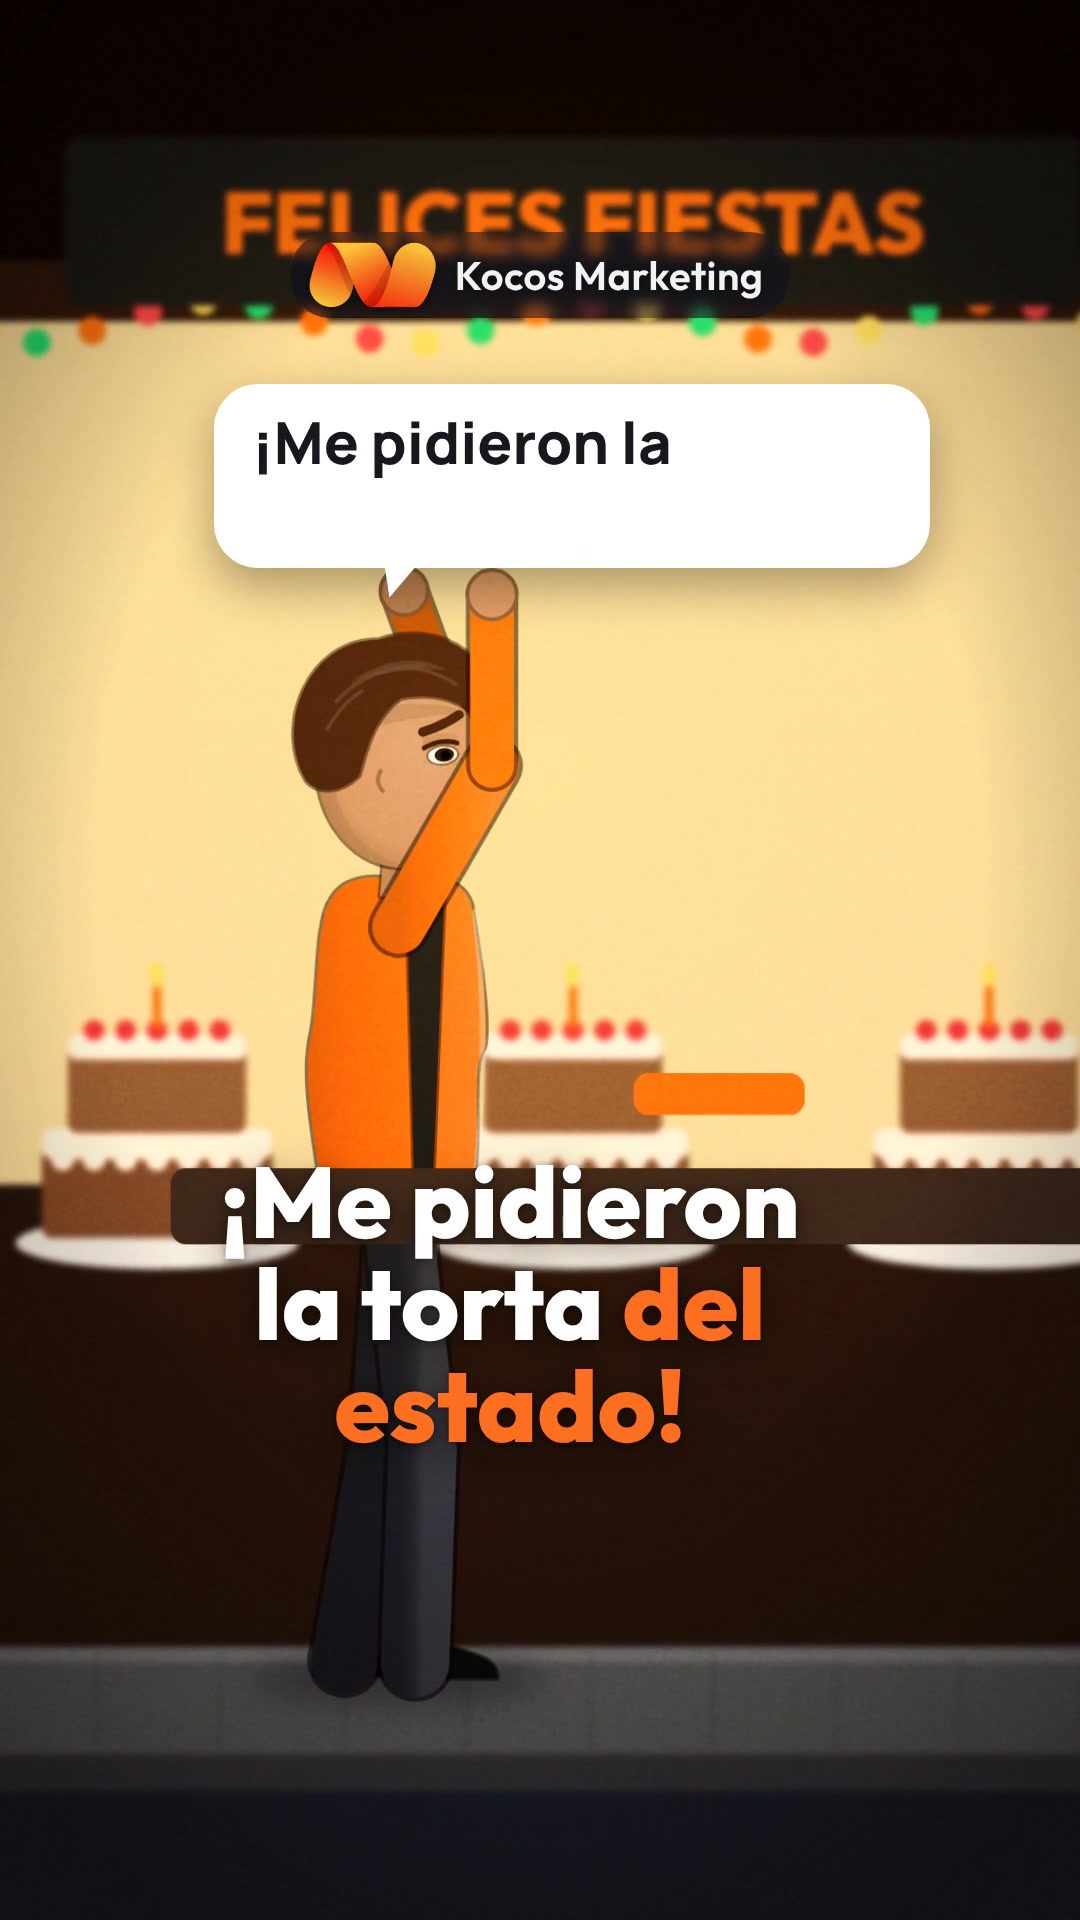 FELICES FIESTAS
Kocos Marketing
¡Me pidieron la
¡Me pidieron
la torta del
estado!